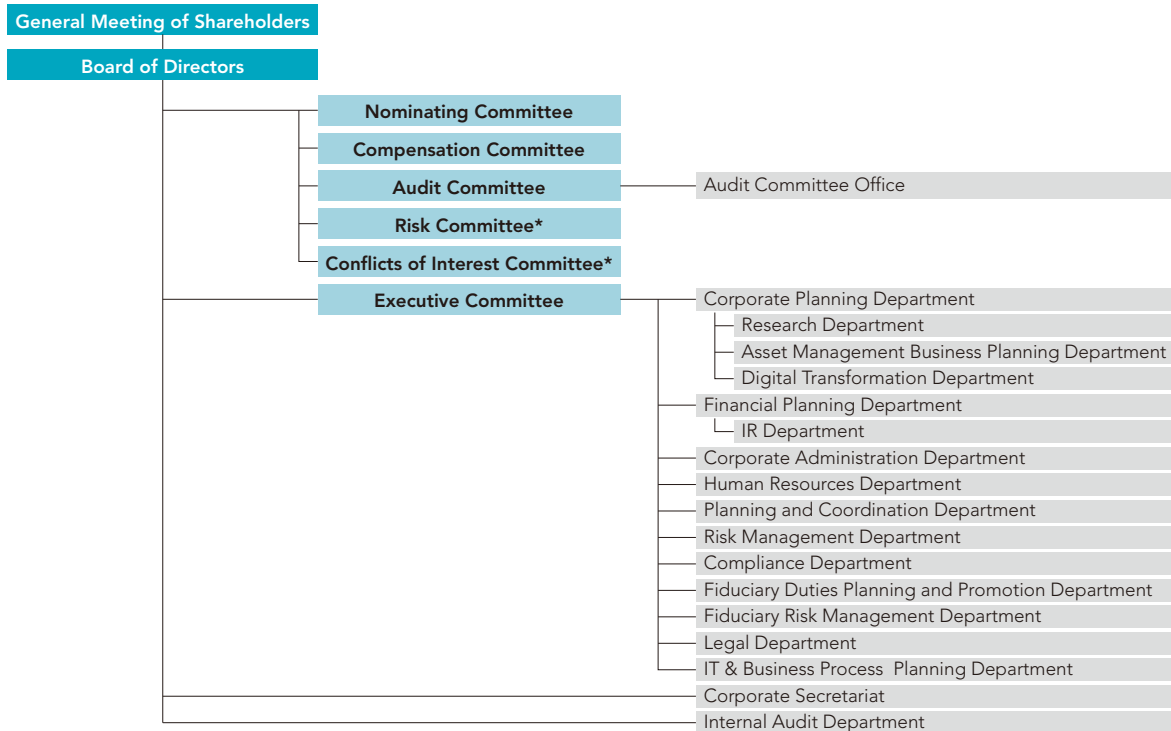 General Meeting of Shareholders
Board of Directors
Nominating Committee
Compensation Committee
Audit Committee
Audit Committee Office
Risk Committee*
Conflicts of Interest Committee*
Executive Committee
Corporate Planning Department
Research Department
Asset Management Business Planning Department
Digital Transformation Department
Financial Planning Department
IR Department
Corporate Administration Department
Human Resources Department
Planning and Coordination Department
Risk Management Department
Compliance Department
Fiduciary Duties Planning and Promotion Department
Fiduciary Risk Management Department
Legal Department
IT & Business Process Planning Department
Corporate Secretariat
Internal Audit Department